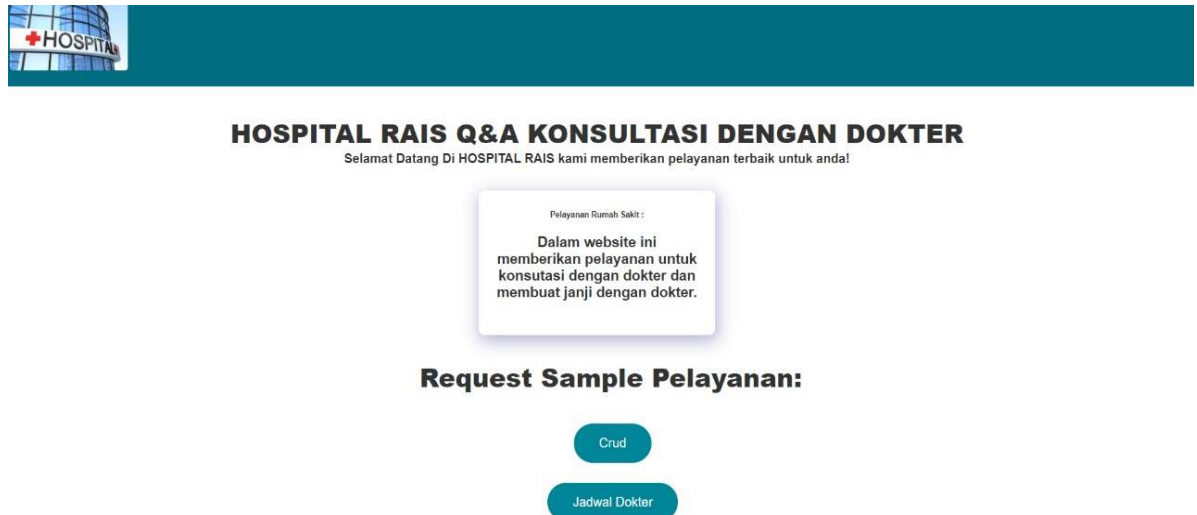 +HOSPITAL
HOSPITAL RAIS Q&A KONSULTASI DENGAN DOKTER
Selamat Datang Di HOSPITAL RAIS kami memberikan pelayanan terbaik untuk anda!
Pelayanan Rumah Sakit :
Dalam website ini
memberikan pelayanan untuk
konsutasi dengan dokter dan
membuat janji dengan dokter.
Request Sample Pelayanan:
Crud
Jadwal Dokter